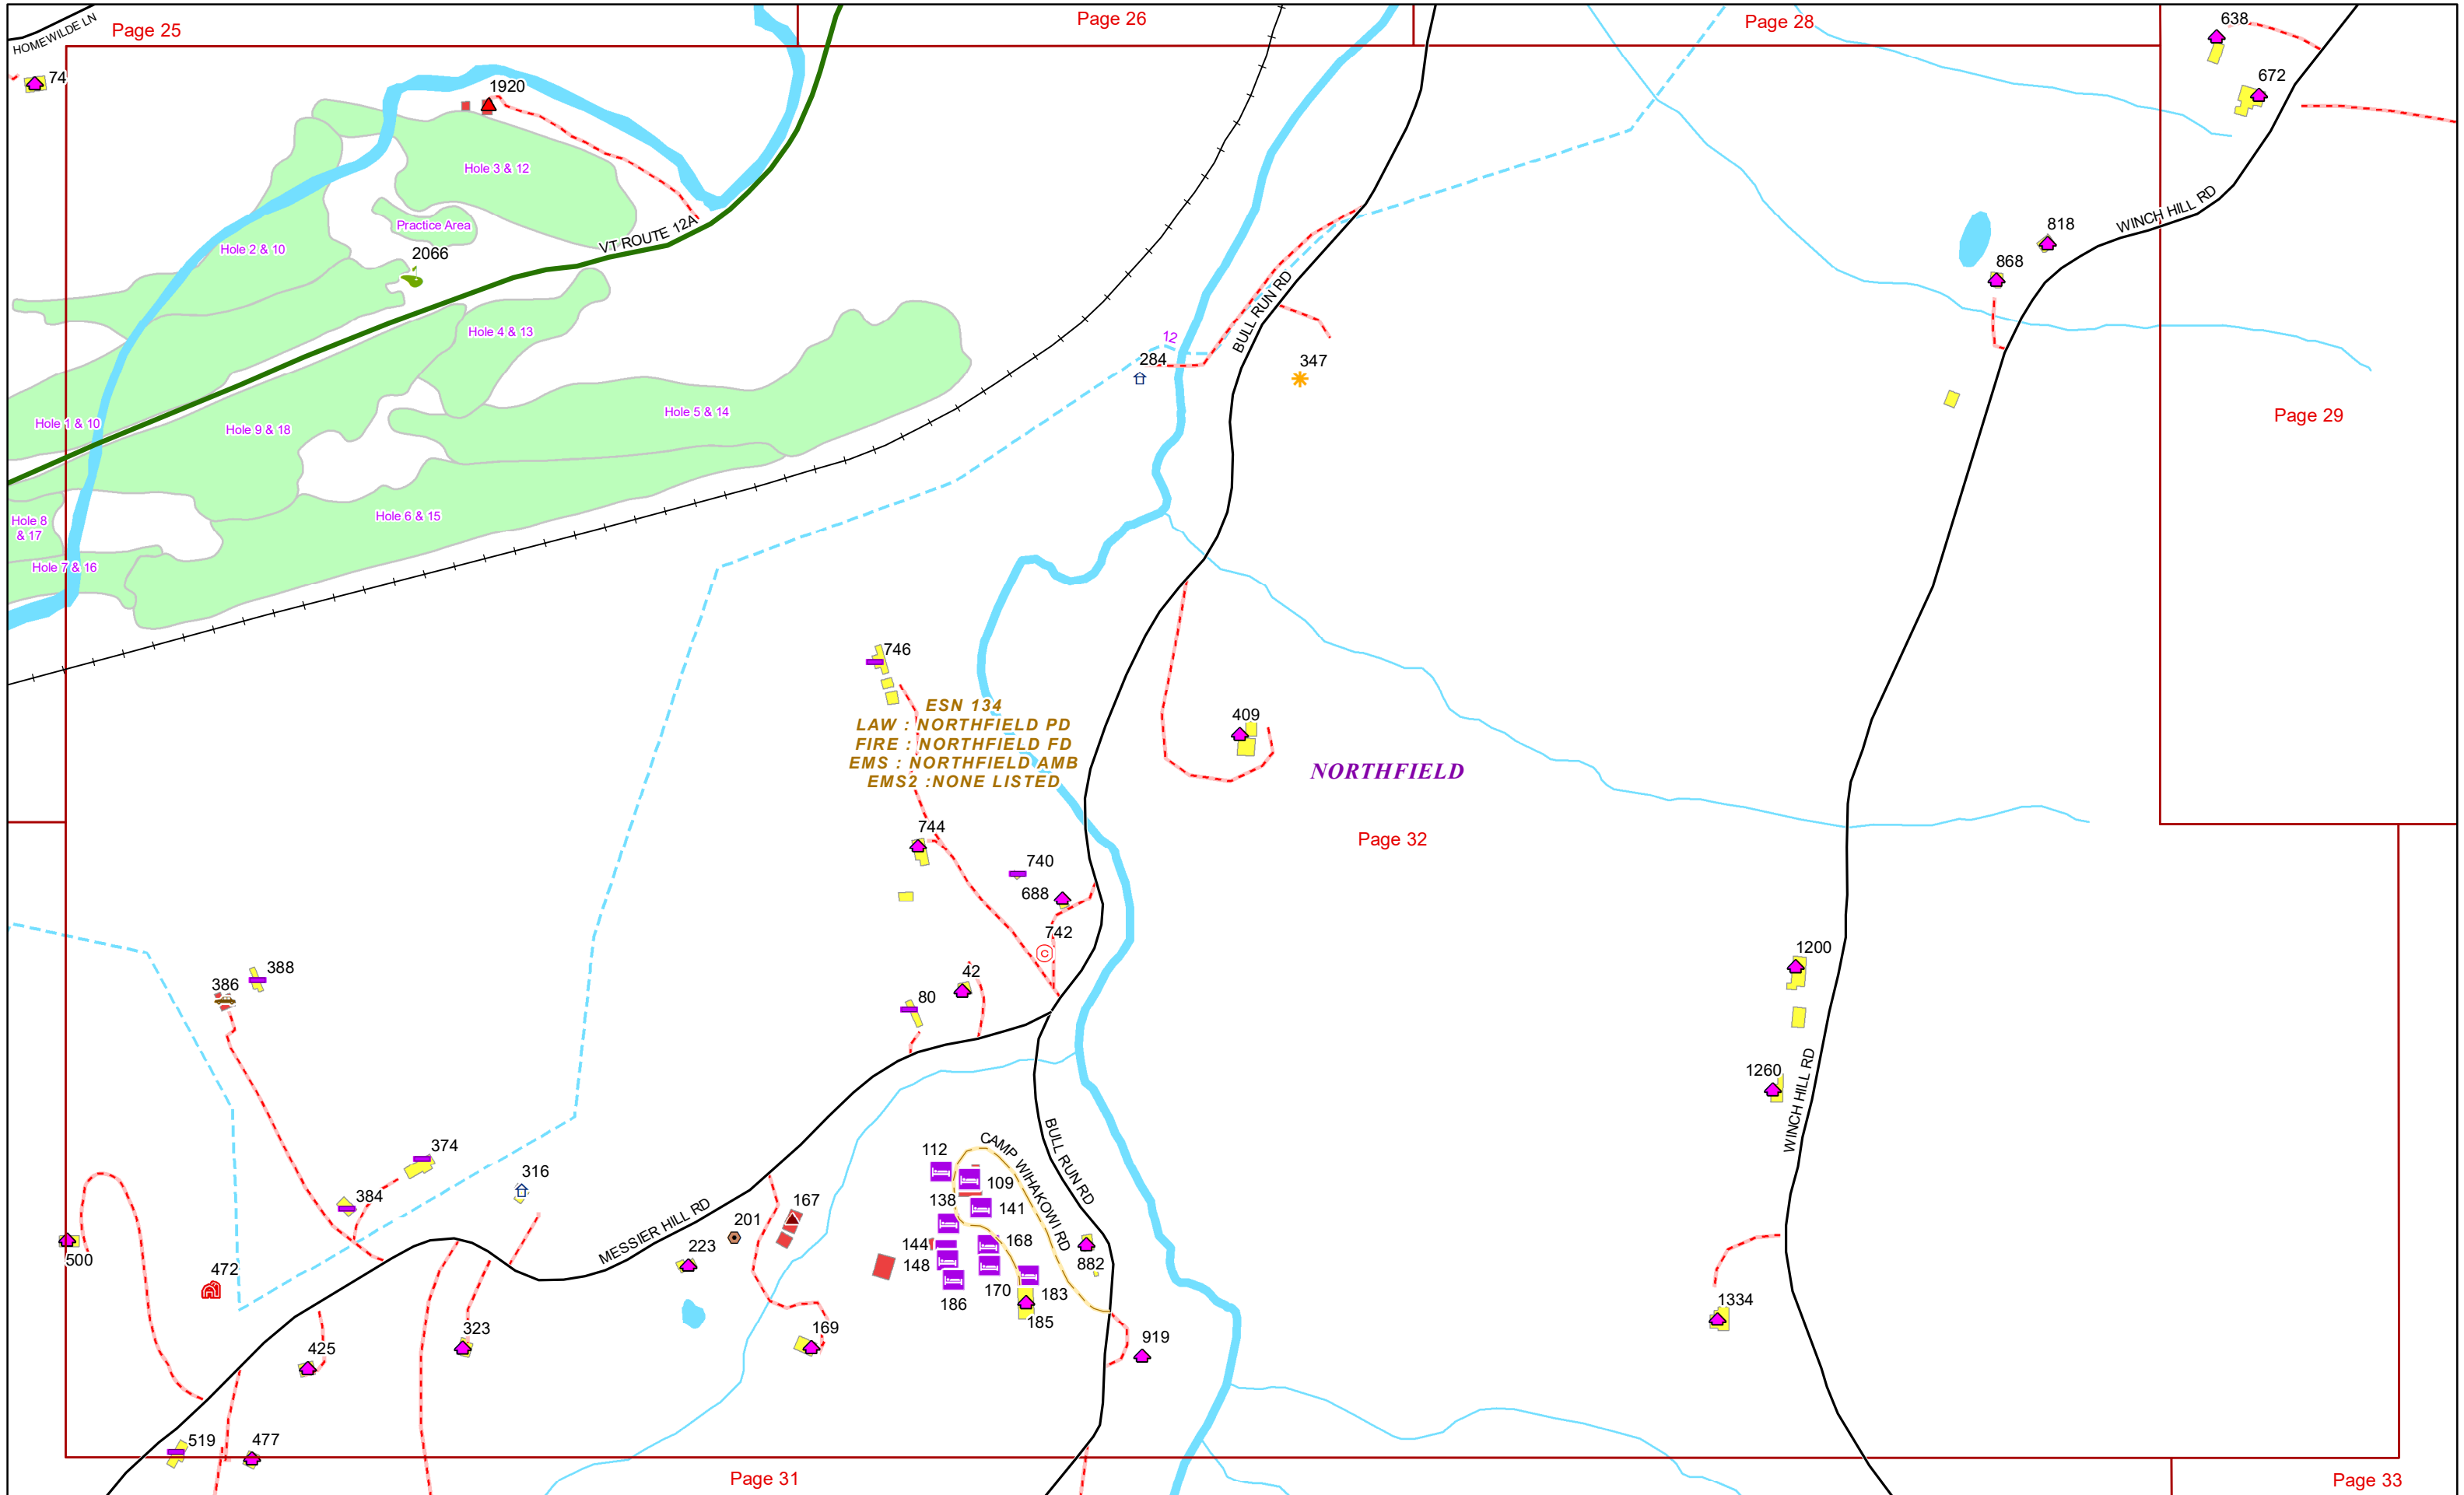 HOMEWILDE LN
Page 25
Page 26
Page 28
638
74
672
1920
Hole 3 & 12
Practice Area
Hole 2 & 10
2066
VT ROUTE 12A
WINCH HILL RD
818
868
BULL RUN RD
12
284
347
Hole 4 & 13
Hole 5 & 14
Hole 1 & 10
Hole 9 & 18
Page 29
Hole 6 & 15
Hole 8
& 17
Hole 7 & 16
746
ESN 134
LAW : NORTHFIELD PD
FIRE : NORTHFIELD FD
EMS : NORTHFIELD AMB
EMS2 :NONE LISTED
409
NORTHFIELD
Page 32
744
740
688
742
C
42
80
388
386
1200
1260
WINCH HILL RD
374
384
316
112
CAMP WIHAKOWI RD
BULL RUN RD
109
138
141
MESSIER HILL RD
167
201
223
144
148
168
170
186
183
185
882
500
472
425
323
169
919
1334
519
477
Page 31
Page 33